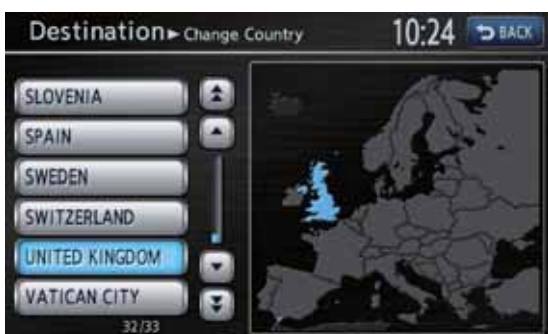 Destination ▸ Change Country 10:24 BACK
SLOVENIA
SPAIN
SWEDEN
SWITZERLAND
UNITED KINGDOM
VATICAN CITY
32/33